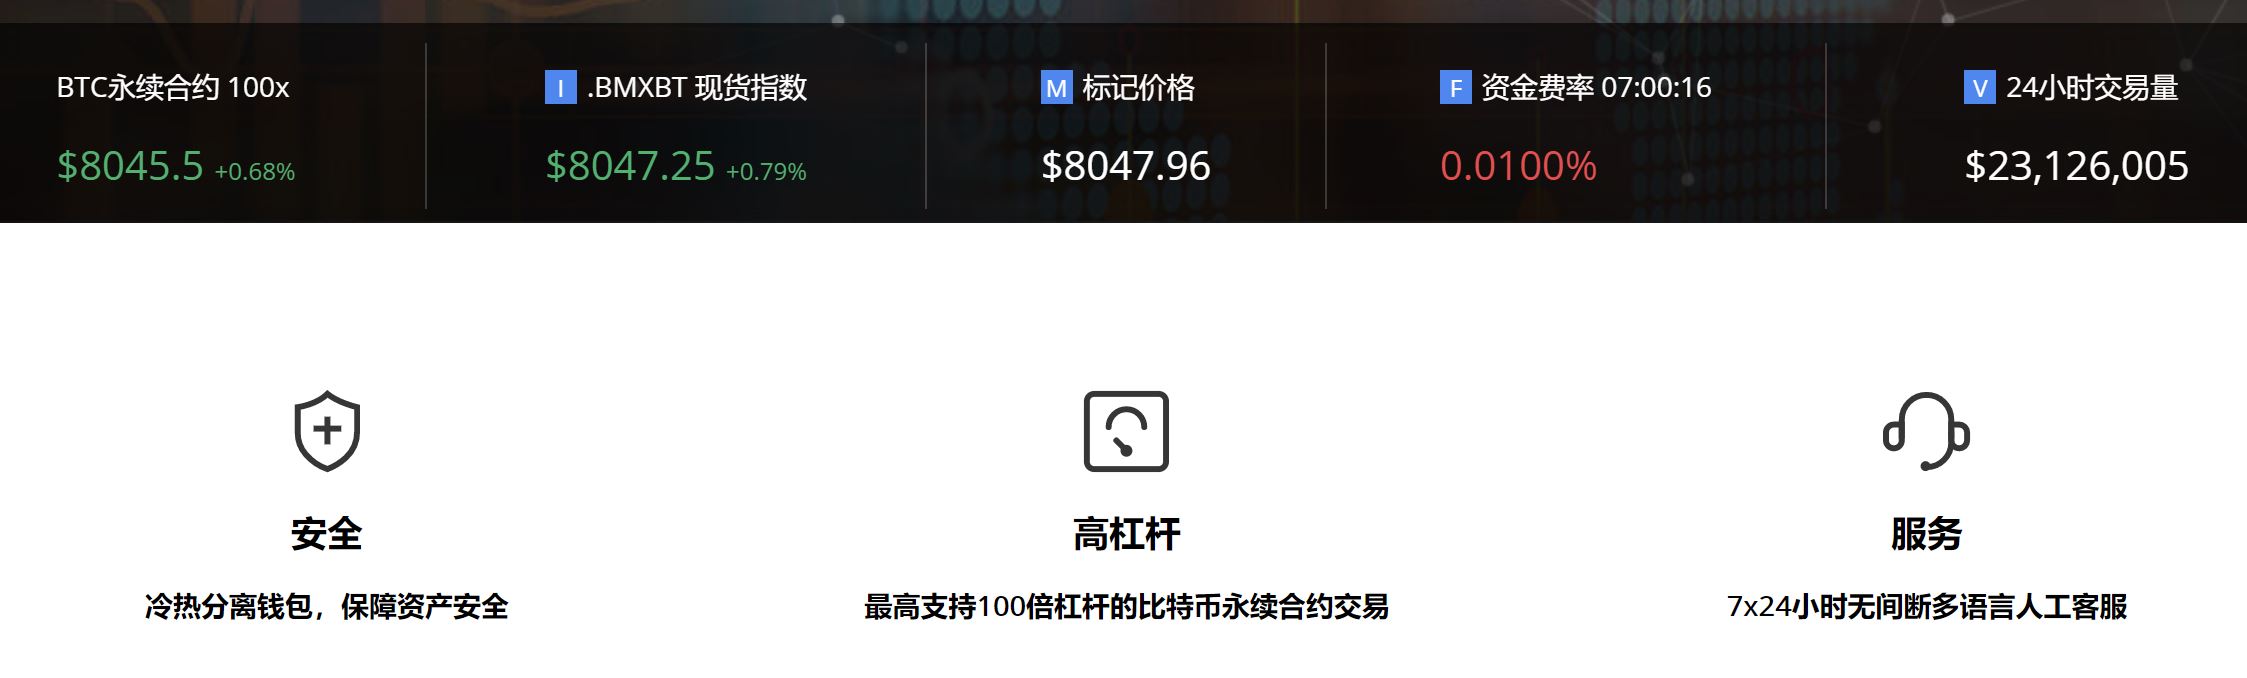 BTC永续合约 100x
I .BMXBT 现货指数
M 标记价格
F 资金费率 07:00:16
V 24小时交易量
$8045.5 +0.68%
$8047.25 +0.79%
$8047.96
0.0100%
$23,126,005
安全
高杠杆
服务
冷热分离钱包，保障资产安全
最高支持100倍杠杆的比特币永续合约交易
7x24小时无间断多语言人工客服